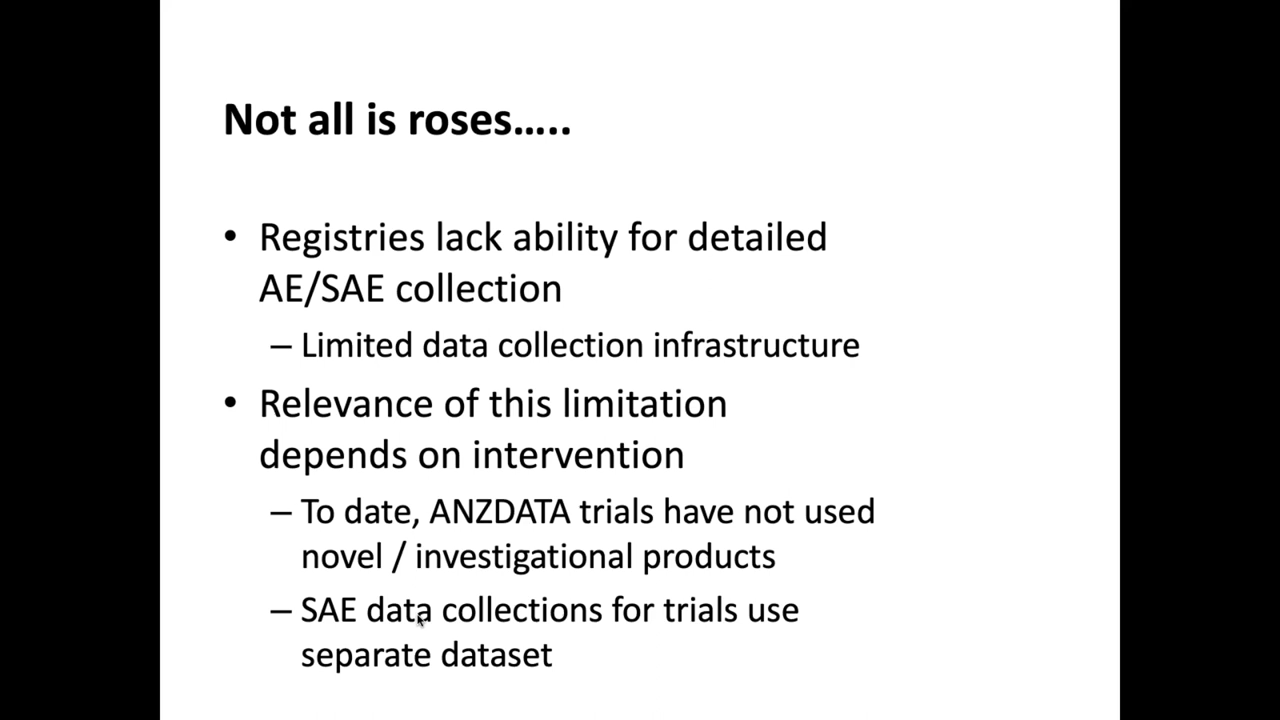 Not all is roses…..
• Registries lack ability for detailed
AE/SAE collection
– Limited data collection infrastructure
• Relevance of this limitation
depends on intervention
– To date, ANZDATA trials have not used
novel / investigational products
– SAE data collections for trials use
separate dataset